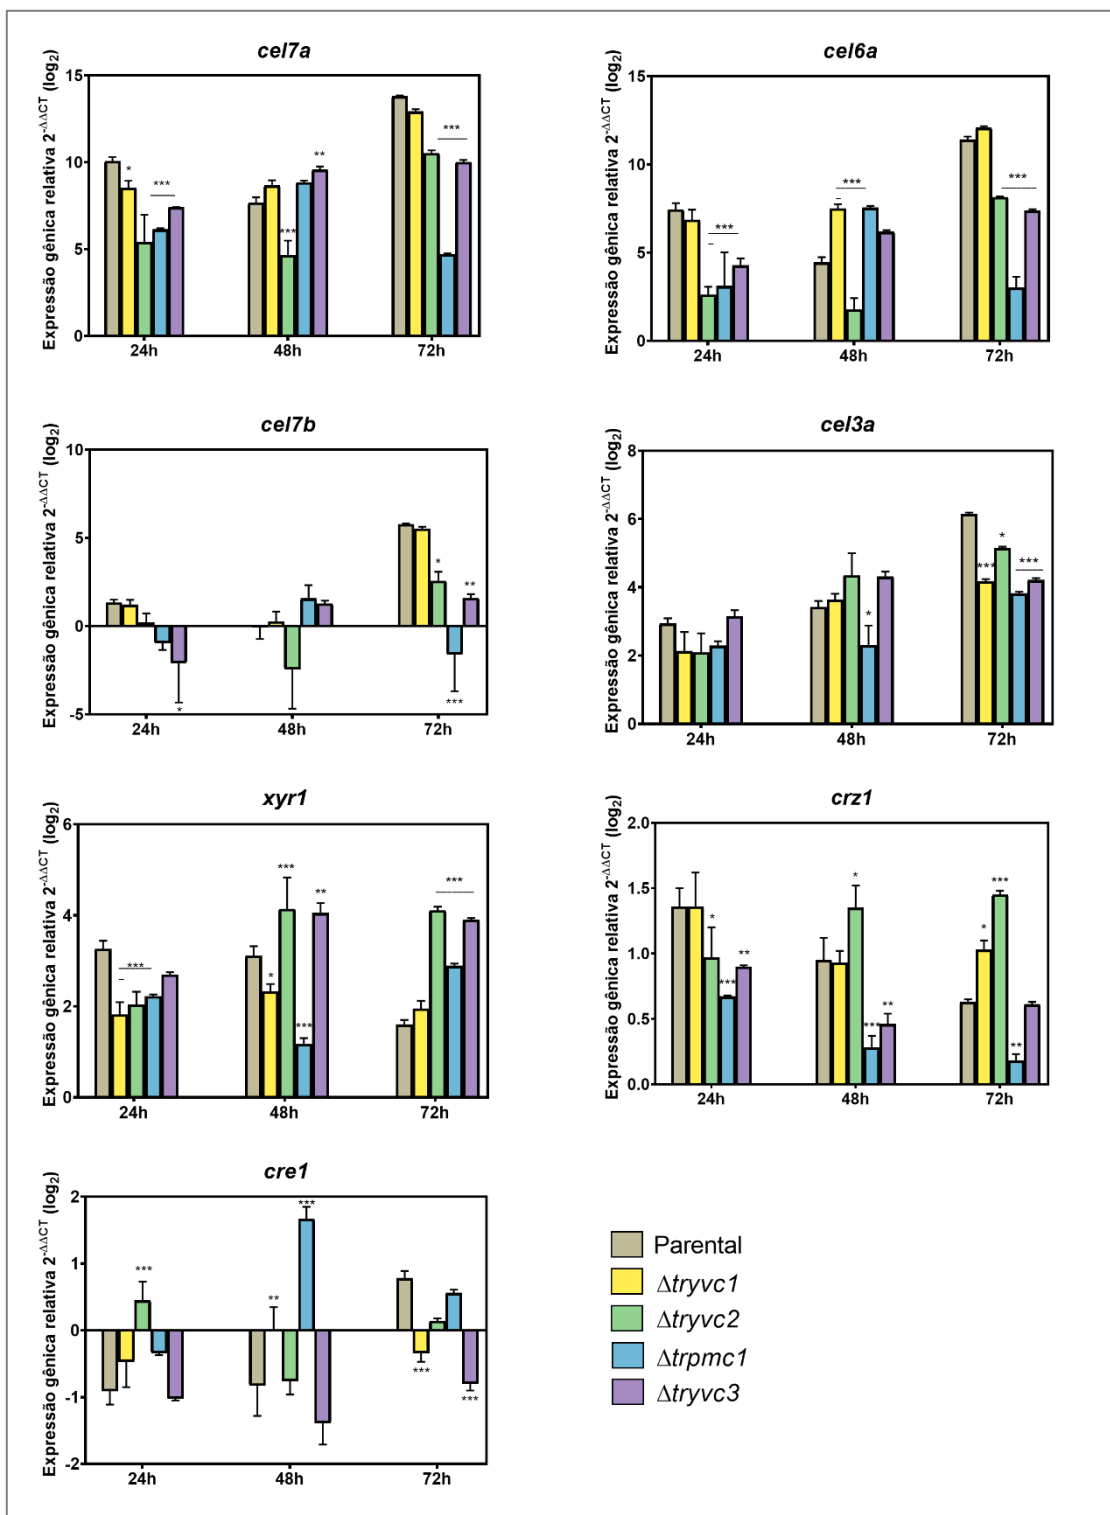 cel7a
Expressão gênica relativa 2^-ΔΔCT (log₂)
15
10
5
0
* *** *** ** ***
24h 48h 72h
cel6a
Expressão gênica relativa 2^-ΔΔCT (log₂)
15
10
5
0
*** *** ***
24h 48h 72h
cel7b
Expressão gênica relativa 2^-ΔΔCT (log₂)
10
5
0
-5
* * *** **
24h 48h 72h
cel3a
Expressão gênica relativa 2^-ΔΔCT (log₂)
8
6
4
2
0
* *** * ***
24h 48h 72h
xyr1
Expressão gênica relativa 2^-ΔΔCT (log₂)
6
4
2
0
*** * *** *** ** ***
24h 48h 72h
crz1
Expressão gênica relativa 2^-ΔΔCT (log₂)
2.0
1.5
1.0
0.5
0.0
* *** ** * *** ** * *** **
24h 48h 72h
cre1
Expressão gênica relativa 2^-ΔΔCT (log₂)
2
1
0
-1
-2
*** ** *** *** ***
24h 48h 72h
Parental
Δtryvc1
Δtryvc2
Δtrpmc1
Δtryvc3